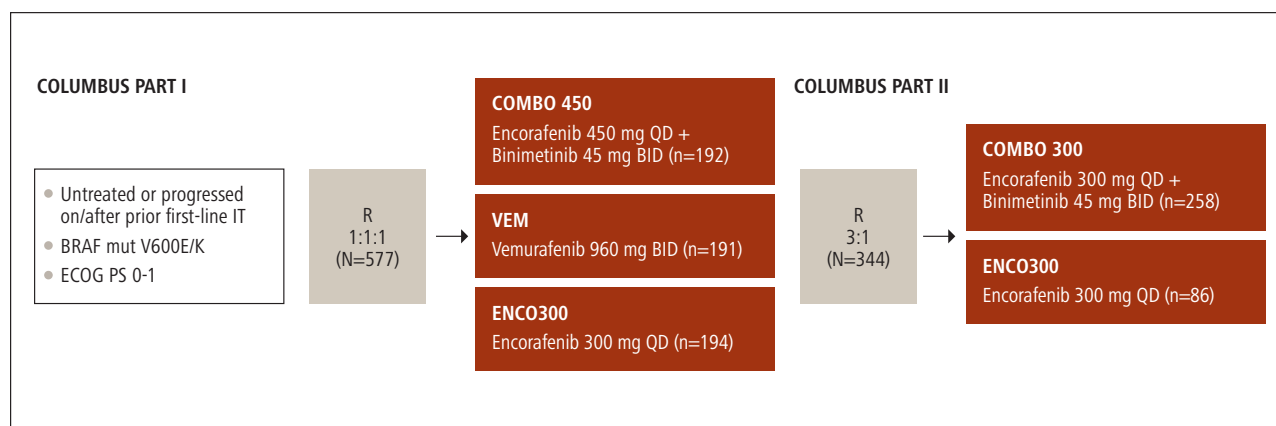 COLUMBUS PART I
● Untreated or progressed
on/after prior first-line IT
● BRAF mut V600E/K
● ECOG PS 0-1
R
1:1:1
(N=577)
COMBO 450
Encorafenib 450 mg QD +
Binimetinib 45 mg BID (n=192)
VEM
Vemurafenib 960 mg BID (n=191)
ENCO300
Encorafenib 300 mg QD (n=194)
COLUMBUS PART II
R
3:1
(N=344)
COMBO 300
Encorafenib 300 mg QD +
Binimetinib 45 mg BID (n=258)
ENCO300
Encorafenib 300 mg QD (n=86)